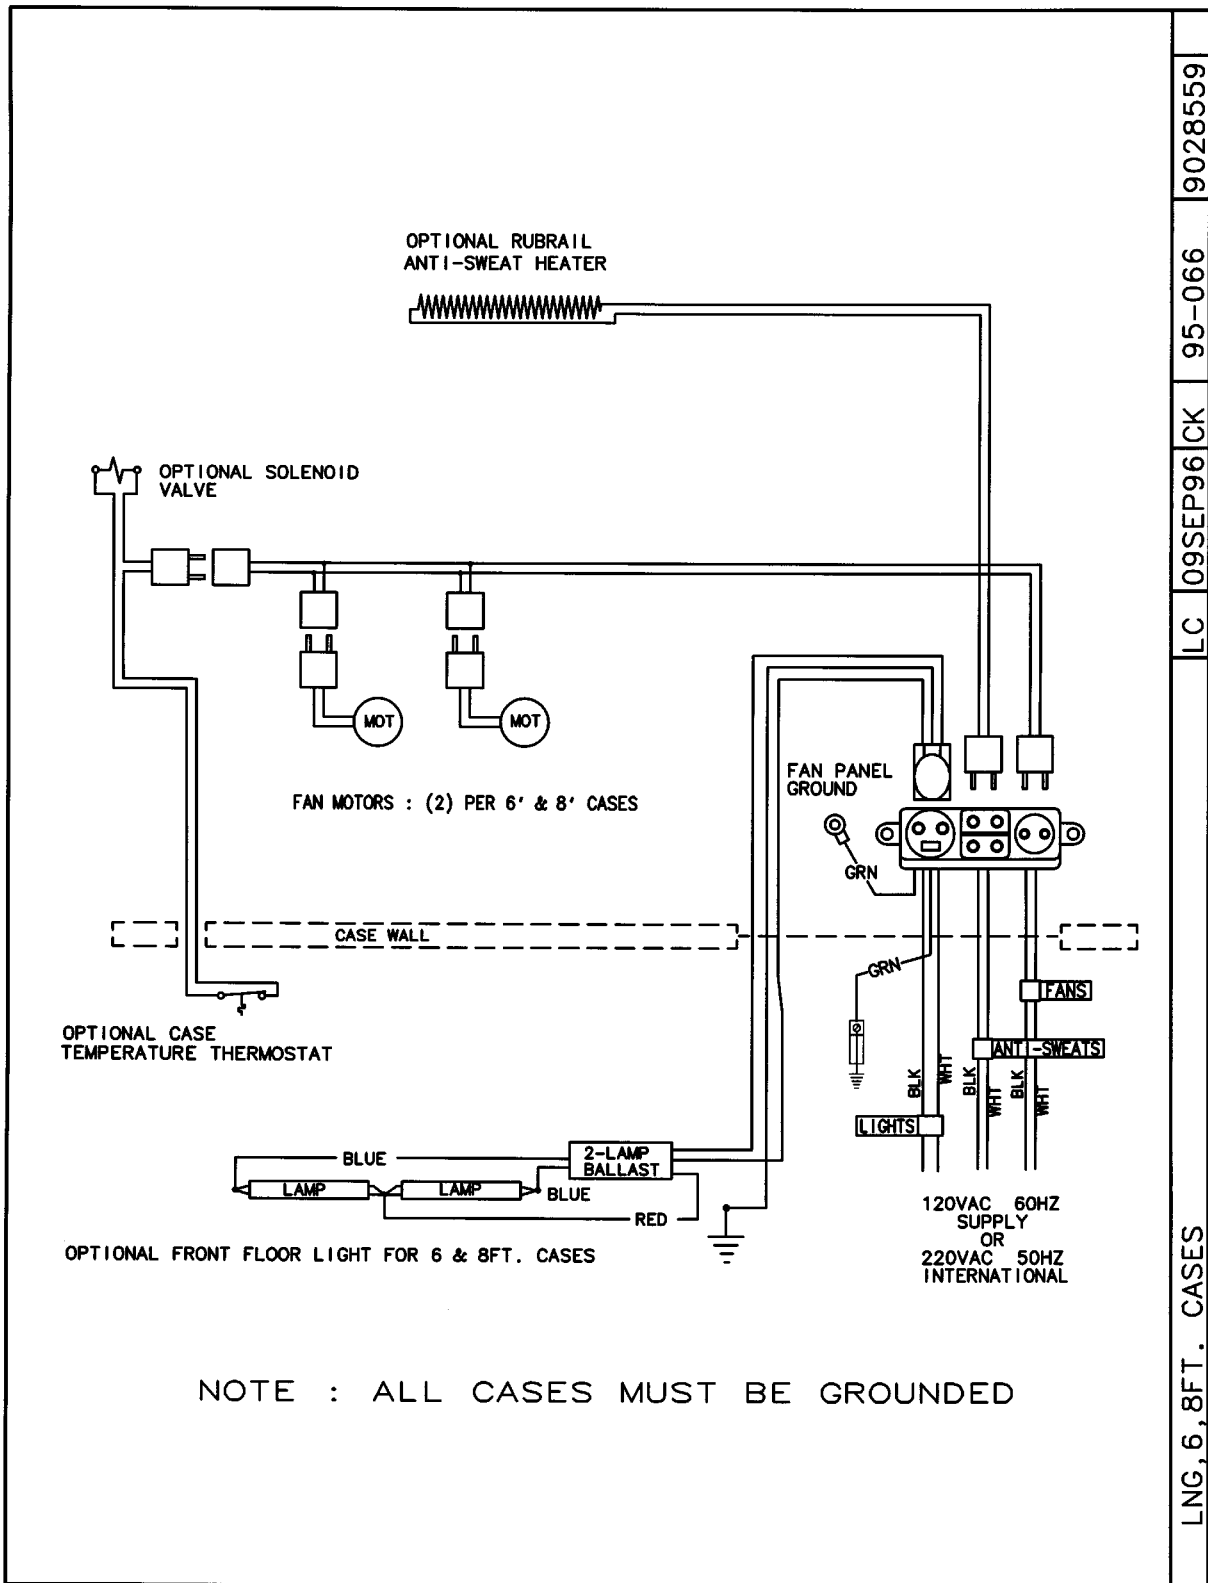 OPTIONAL RUBRAIL
ANTI-SWEAT HEATER
OPTIONAL SOLENOID
VALVE
MOT
MOT
FAN MOTORS : (2) PER 6' & 8' CASES
FAN PANEL
GROUND
GRN
CASE WALL
GRN
FANS
OPTIONAL CASE
TEMPERATURE THERMOSTAT
ANTI-SWEATS
BLK
WHT
BLK
WHT
BLK
WHT
LIGHTS
BLUE
2-LAMP
BALLAST
LAMP
LAMP
BLUE
RED
120VAC 60HZ
SUPPLY
OR
220VAC 50HZ
INTERNATIONAL
OPTIONAL FRONT FLOOR LIGHT FOR 6 & 8FT. CASES
NOTE : ALL CASES MUST BE GROUNDED
LNG,6,8FT. CASES
LC
09SEP96
CK
95-066
9028559